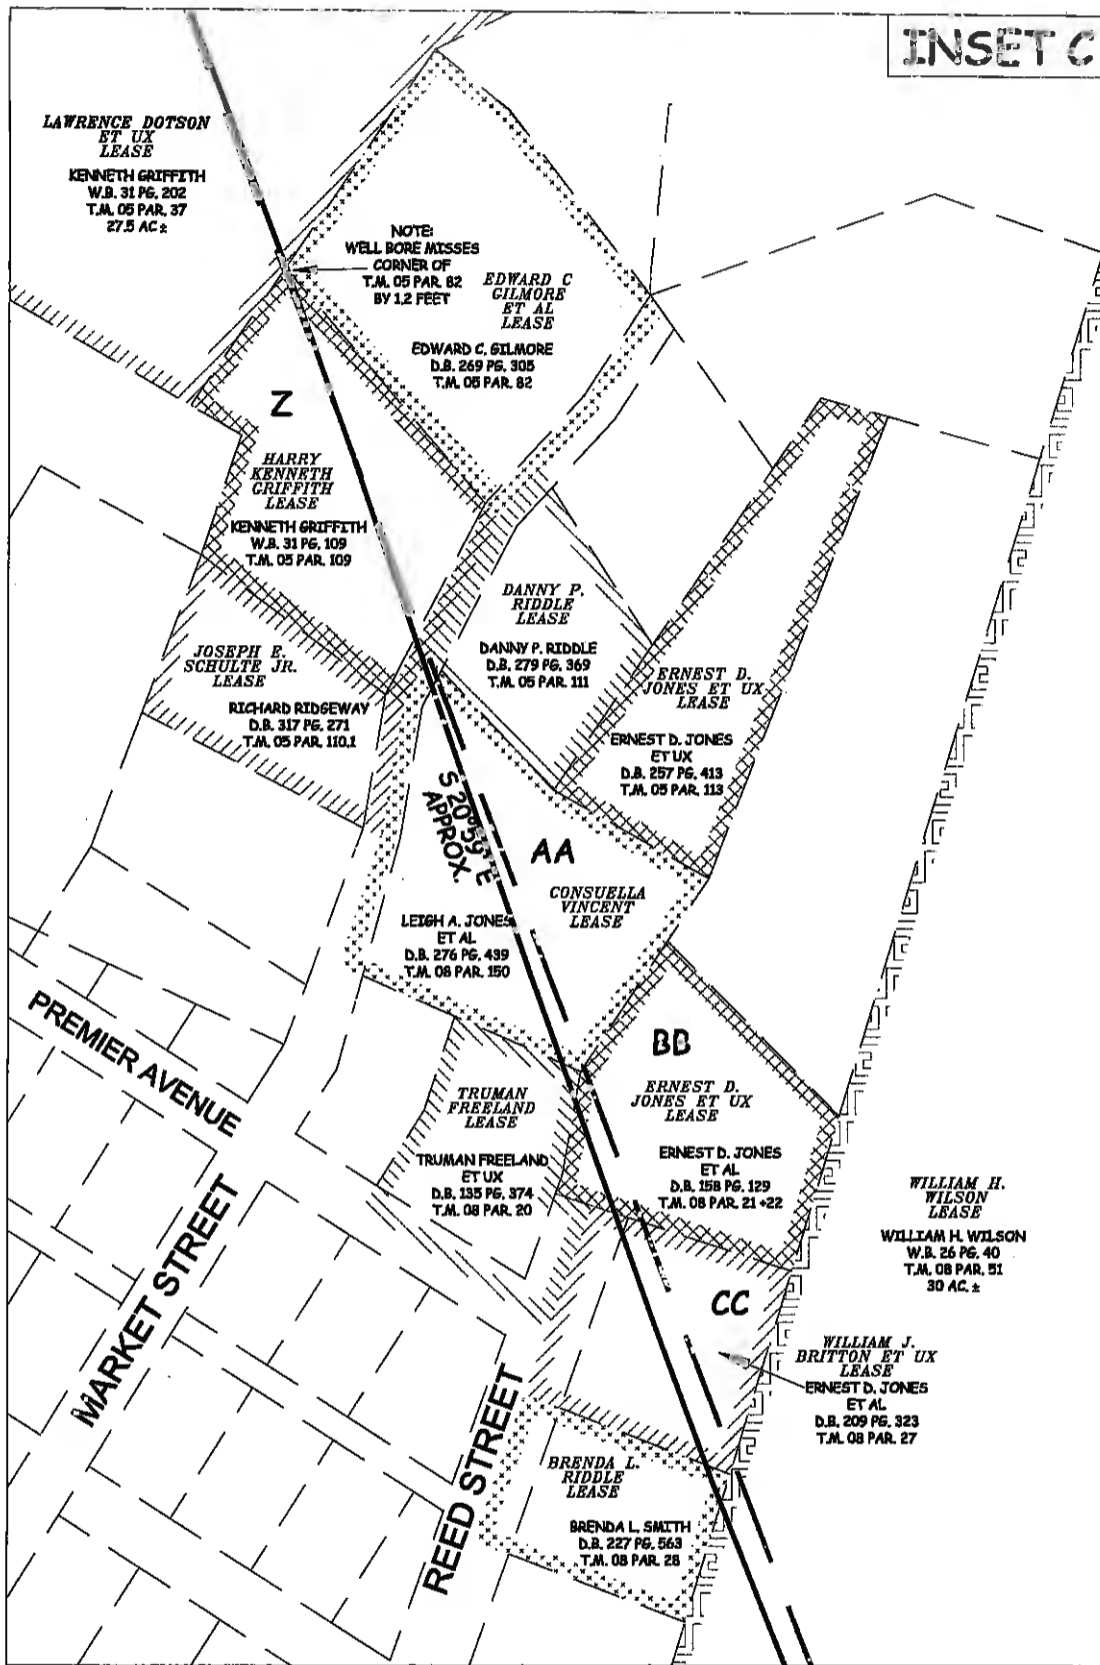 INSET C
LAWRENCE DOTSON
ET UX
LEASE
KENNETH GRIFFITH
W.B. 31 PG. 202
T.M. 05 PAR. 37
27.5 AC ±
NOTE:
WELL BORE MISSES
CORNER OF
T.M. 05 PAR. 82
BY 1.2 FEET
EDWARD C
GILMORE
ET AL
LEASE
EDWARD C. GILMORE
D.B. 269 PG. 305
T.M. 05 PAR. 82
Z
HARRY
KENNETH
GRIFFITH
LEASE
KENNETH GRIFFITH
W.B. 31 PG. 109
T.M. 05 PAR. 109
DANNY P.
RIDDLE
LEASE
DANNY P. RIDDLE
D.B. 279 PG. 369
T.M. 05 PAR. 111
JOSEPH E.
SCHULTE JR.
LEASE
RICHARD RIDGEWAY
D.B. 317 PG. 271
T.M. 05 PAR. 110.1
ERNEST D.
JONES ET UX
LEASE
ERNEST D. JONES
ET UX
D.B. 257 PG. 413
T.M. 05 PAR. 113
S 20°59' E
APPROX.
AA
CONSUELLA
VINCENT
LEASE
LEIGH A. JONES
ET AL
D.B. 276 PG. 439
T.M. 08 PAR. 150
PREMIER AVENUE
BB
ERNEST D.
JONES ET UX
LEASE
ERNEST D. JONES
ET AL
D.B. 158 PG. 129
T.M. 08 PAR. 21 +22
TRUMAN
FREELAND
LEASE
TRUMAN FREELAND
ET UX
D.B. 135 PG. 374
T.M. 08 PAR. 20
WILLIAM H.
WILSON
LEASE
WILLIAM H. WILSON
W.B. 26 PG. 40
T.M. 08 PAR. 51
30 AC. ±
MARKET STREET
CC
WILLIAM J.
BRITTON ET UX
LEASE
ERNEST D. JONES
ET AL
D.B. 209 PG. 323
T.M. 08 PAR. 27
REED STREET
BRENDA L.
RIDDLE
LEASE
BRENDA L. SMITH
D.B. 227 PG. 563
T.M. 08 PAR. 28